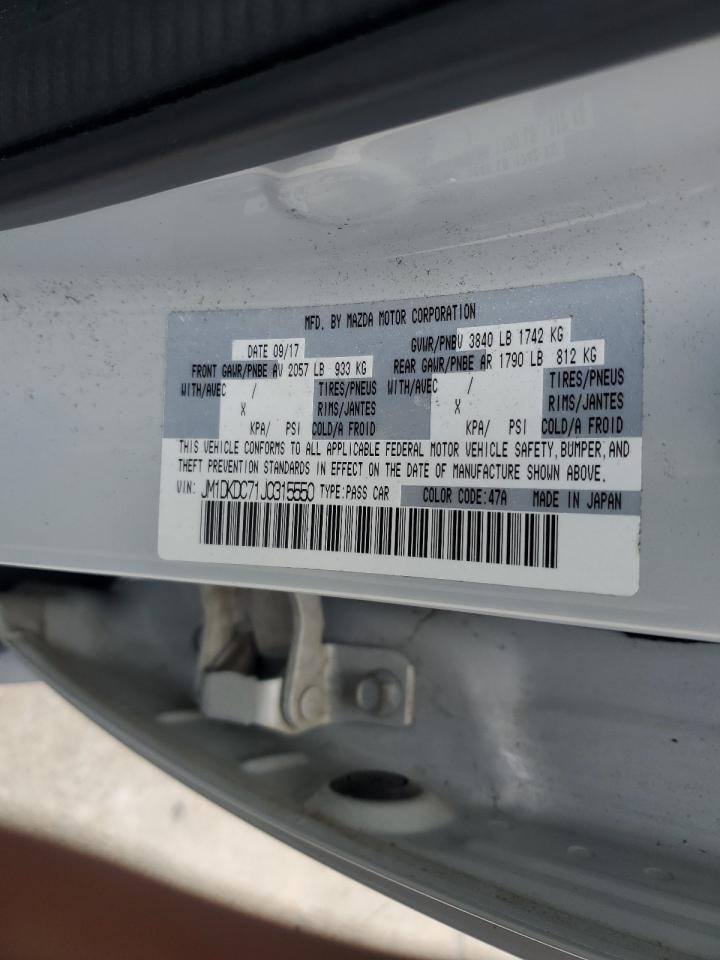 MFD. BY MAZDA MOTOR CORPORATION
DATE 09/17 GVWR/PNBV 3840 LB 1742 KG
FRONT GAWR/PNBE AV 2057 LB 933 KG REAR GAWR/PNBE AR 1790 LB 812 KG
WITH/AVEC / TIRES/PNEUS WITH/AVEC / TIRES/PNEUS
X RIMS/JANTES X RIMS/JANTES
KPA/ PSI COLD/A FROID KPA/ PSI COLD/A FROID
THIS VEHICLE CONFORMS TO ALL APPLICABLE FEDERAL MOTOR VEHICLE SAFETY, BUMPER, AND
THEFT PREVENTION STANDARDS IN EFFECT ON THE DATE OF MANUFACTURE SHOWN ABOVE.
VIN: JM1DKDC71J0315550 TYPE:PASS CAR COLOR CODE:47A MADE IN JAPAN